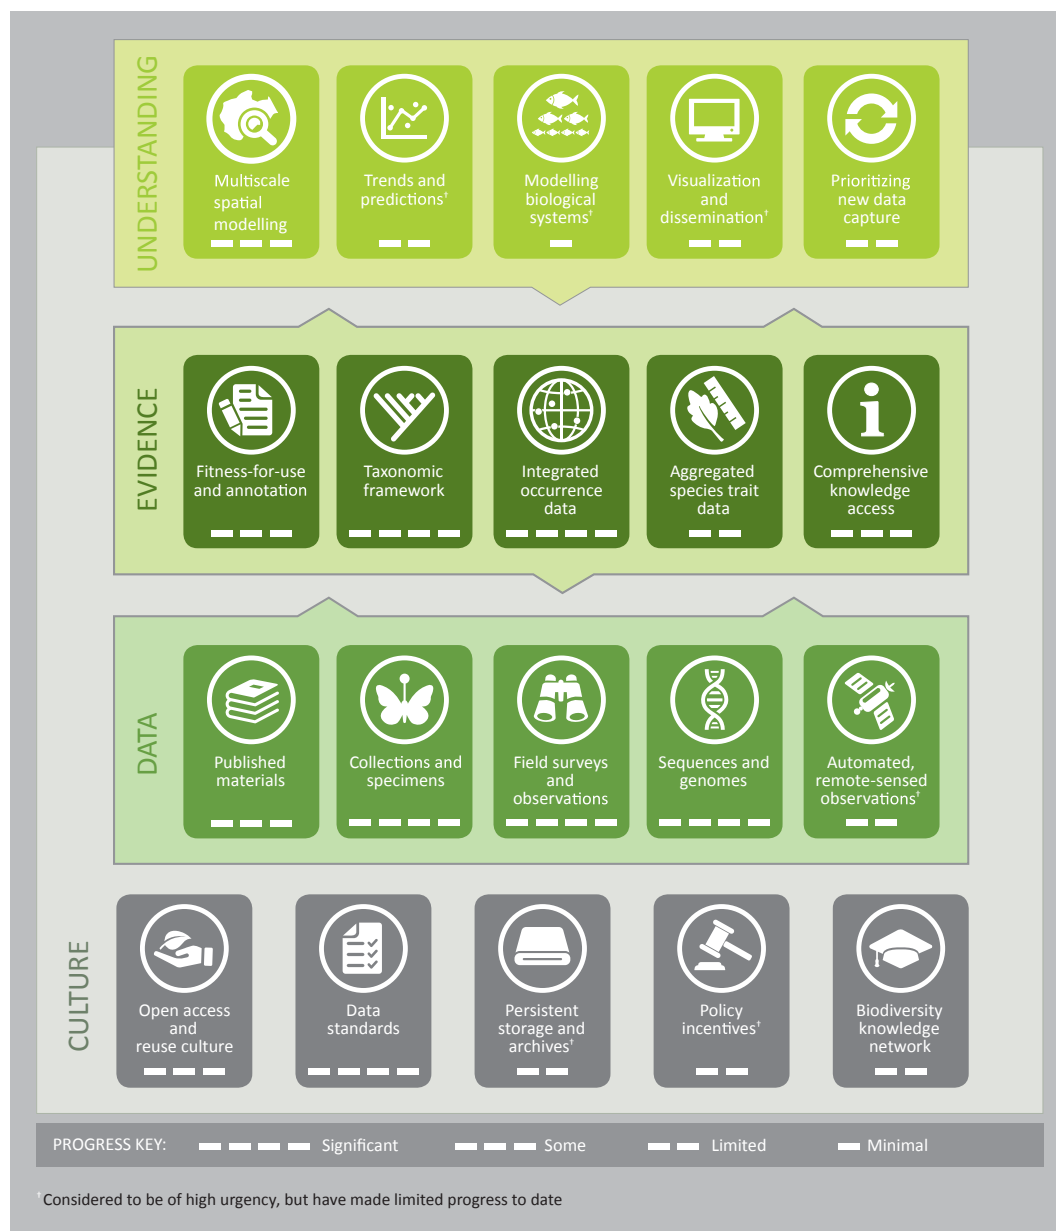 UNDERSTANDING
Multiscale
spatial
modelling
Trends and
predictions†
Modelling
biological
systems†
Visualization
and
dissemination†
Prioritizing
new data
capture
EVIDENCE
Fitness-for-use
and annotation
Taxonomic
framework
Integrated
occurrence
data
Aggregated
species trait
data
Comprehensive
knowledge
access
DATA
Published
materials
Collections and
specimens
Field surveys
and
observations
Sequences and
genomes
Automated,
remote-sensed
observations†
CULTURE
Open access
and
reuse culture
Data
standards
Persistent
storage and
archives†
Policy
incentives†
Biodiversity
knowledge
network
PROGRESS KEY: Significant Some Limited Minimal
†Considered to be of high urgency, but have made limited progress to date